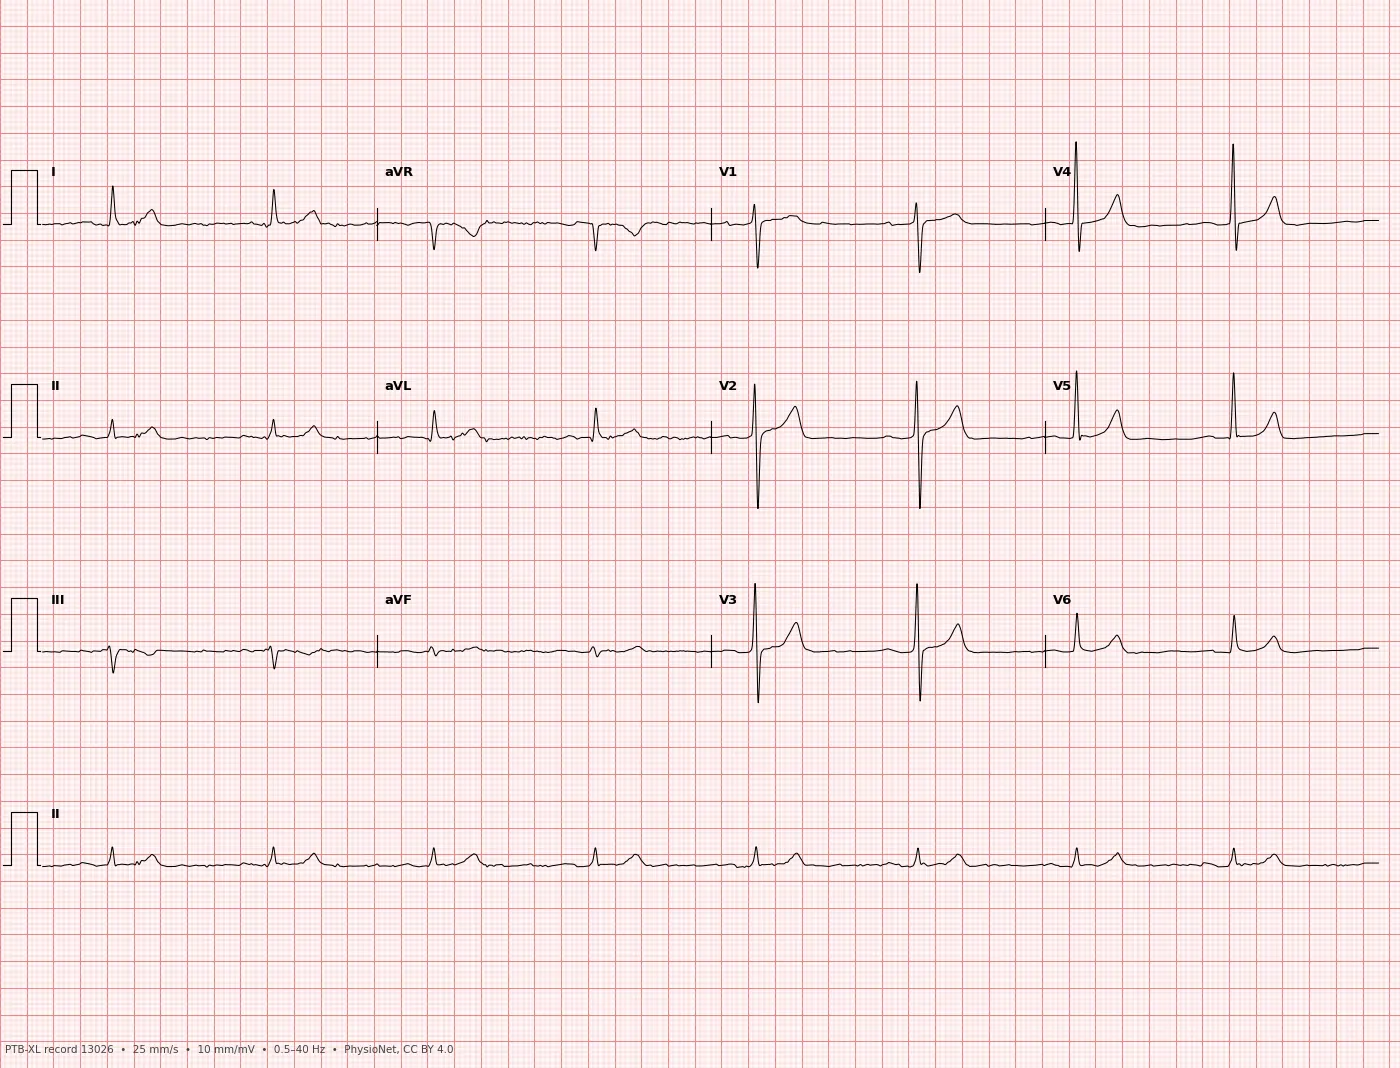 I aVR V1 V4
II aVL V2 V5
III aVF V3 V6
II
PTB-XL record 13026 • 25 mm/s • 10 mm/mV • 0.5–40 Hz • PhysioNet, CC BY 4.0